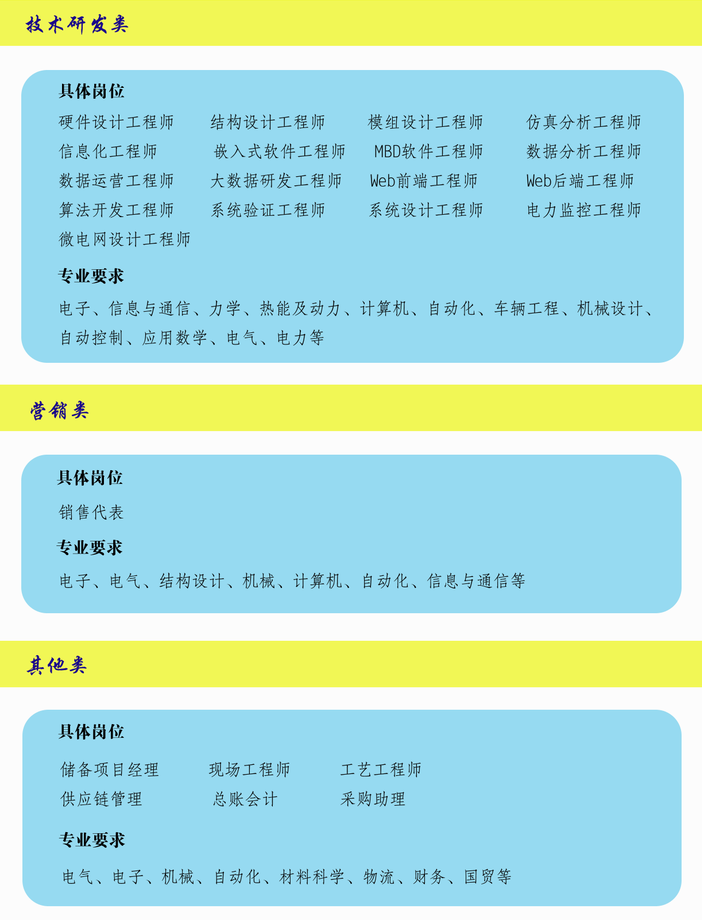 技术研发类
具体岗位
硬件设计工程师 结构设计工程师 模组设计工程师 仿真分析工程师
信息化工程师 嵌入式软件工程师 MBD软件工程师 数据分析工程师
数据运营工程师 大数据研发工程师 Web前端工程师 Web后端工程师
算法开发工程师 系统验证工程师 系统设计工程师 电力监控工程师
微电网设计工程师
专业要求
电子、信息与通信、力学、热能及动力、计算机、自动化、车辆工程、机械设计、
自动控制、应用数学、电气、电力等
营销类
具体岗位
销售代表
专业要求
电子、电气、结构设计、机械、计算机、自动化、信息与通信等
其他类
具体岗位
储备项目经理 现场工程师 工艺工程师
供应链管理 总账会计 采购助理
专业要求
电气、电子、机械、自动化、材料科学、物流、财务、国贸等